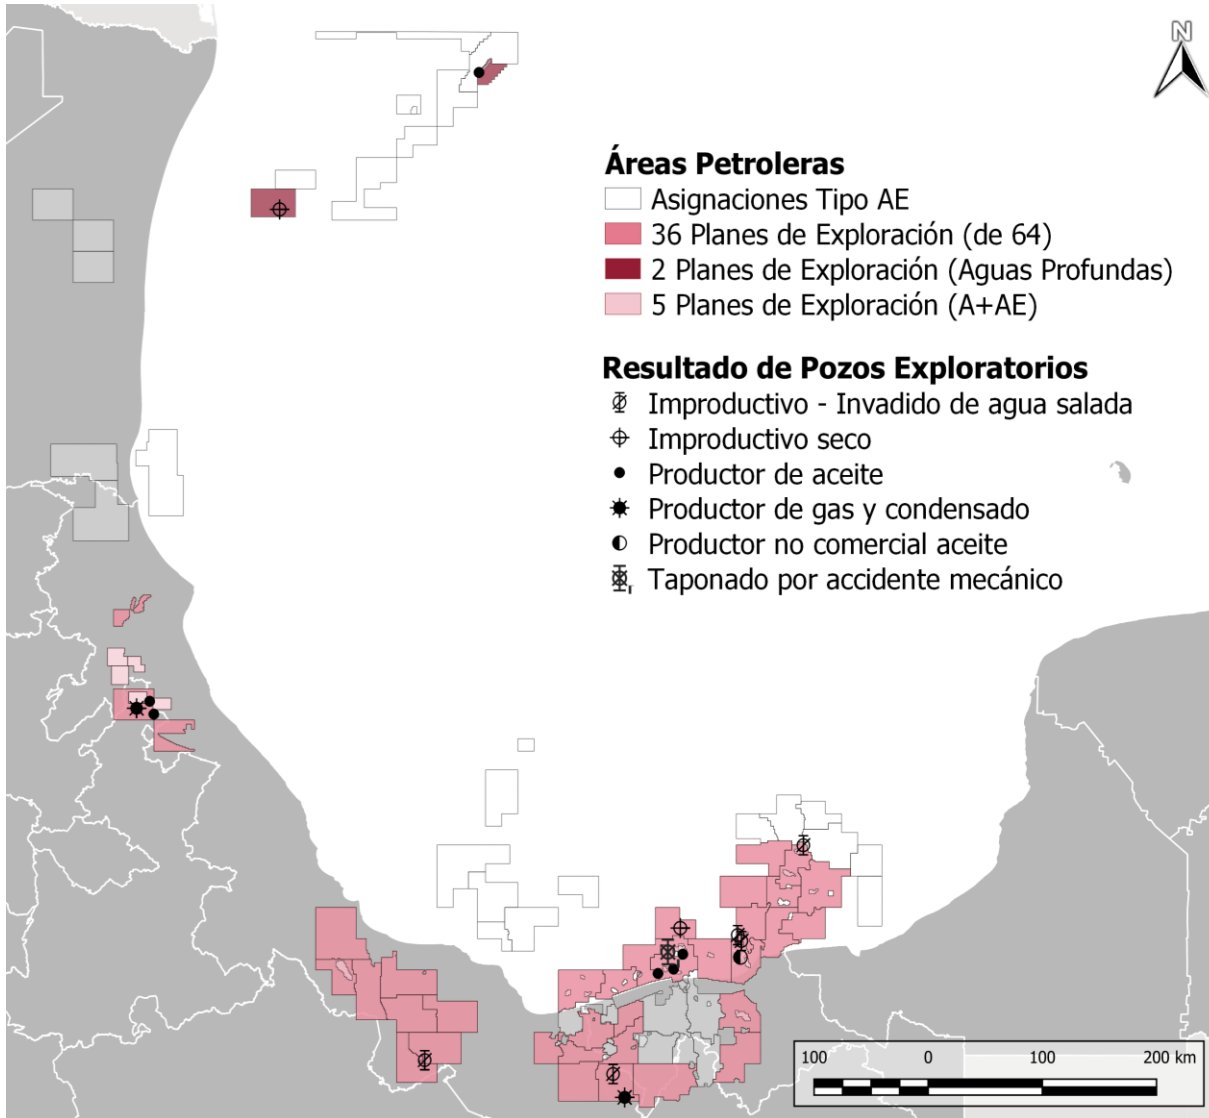 N
Áreas Petroleras
Asignaciones Tipo AE
36 Planes de Exploración (de 64)
2 Planes de Exploración (Aguas Profundas)
5 Planes de Exploración (A+AE)
Resultado de Pozos Exploratorios
Improductivo - Invadido de agua salada
Improductivo seco
Productor de aceite
Productor de gas y condensado
Productor no comercial aceite
Taponado por accidente mecánico
100 0 100 200 km